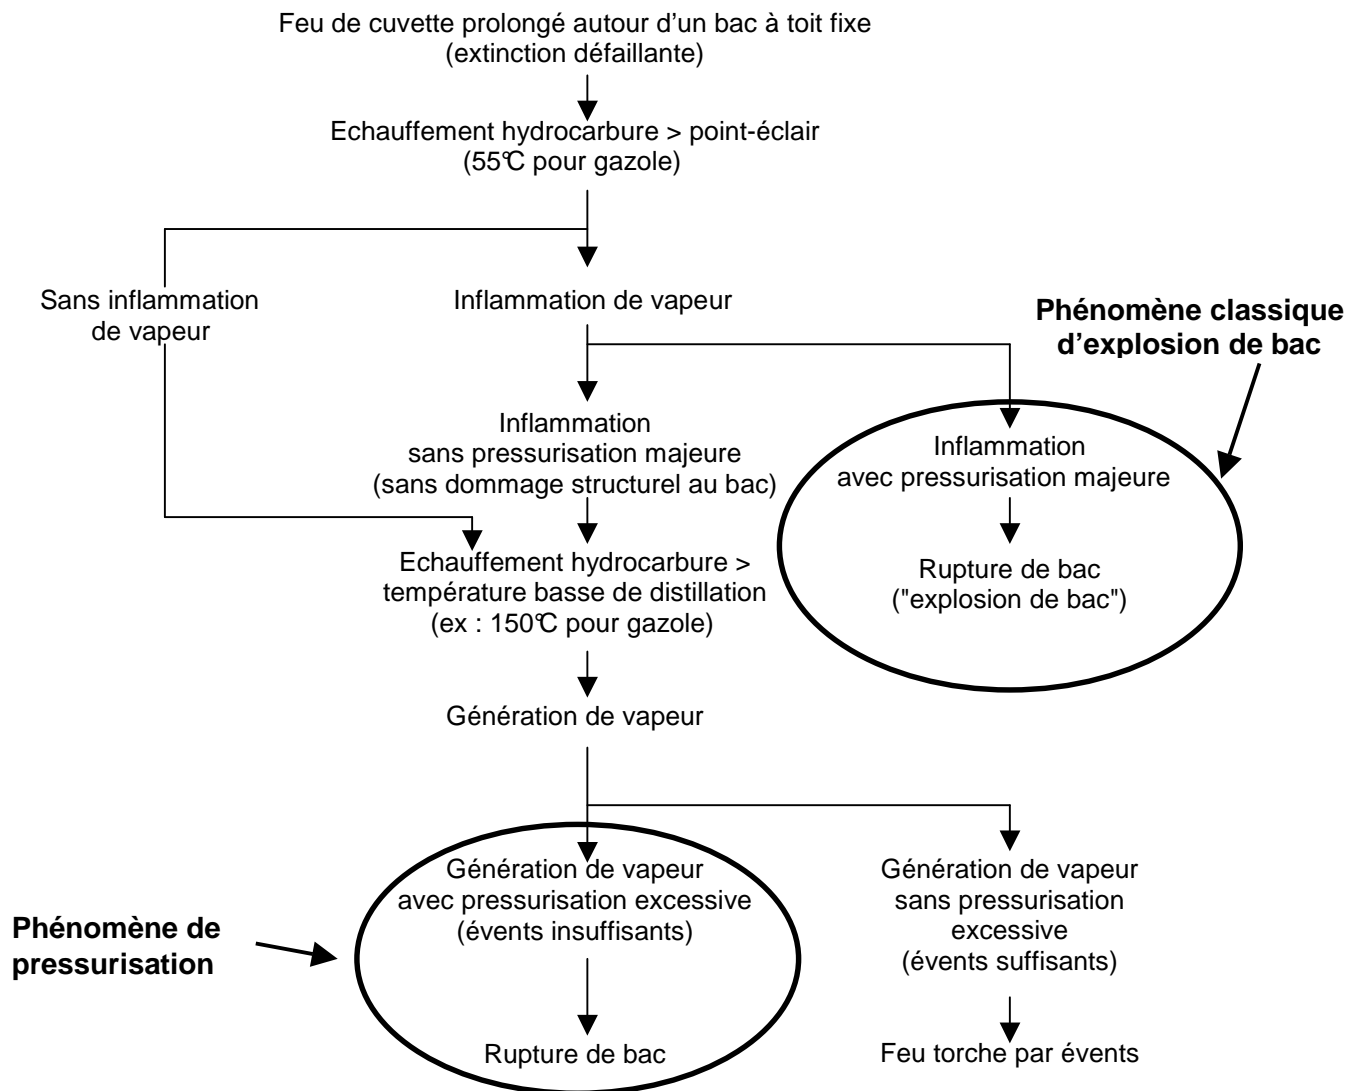 Feu de cuvette prolongé autour d'un bac à toit fixe
(extinction défaillante)
Echauffement hydrocarbure > point-éclair
(55°C pour gazole)
Sans inflammation
de vapeur
Inflammation de vapeur
Phénomène classique
d'explosion de bac
Inflammation
sans pressurisation majeure
(sans dommage structurel au bac)
Inflammation
avec pressurisation majeure
Echauffement hydrocarbure >
température basse de distillation
(ex : 150°C pour gazole)
Rupture de bac
("explosion de bac")
Génération de vapeur
Génération de vapeur
avec pressurisation excessive
(évents insuffisants)
Génération de vapeur
sans pressurisation
excessive
(évents suffisants)
Phénomène de
pressurisation
Rupture de bac
Feu torche par évents